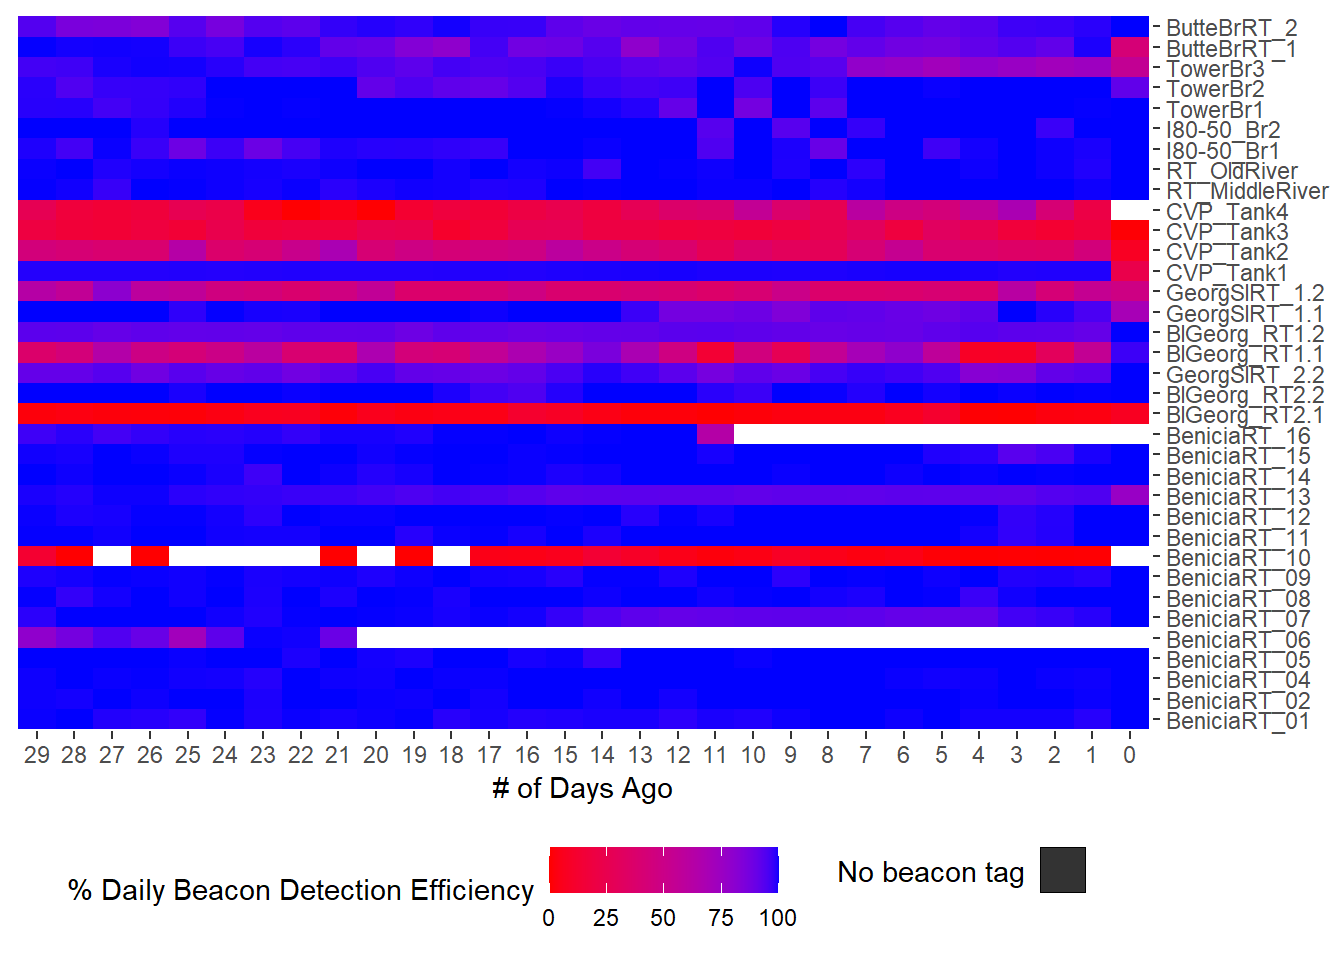 ButteBrRT_2
ButteBrRT_1
TowerBr3
TowerBr2
TowerBr1
I80-50_Br2
I80-50_Br1
RT_OldRiver
RT_MiddleRiver
CVP_Tank4
CVP_Tank3
CVP_Tank2
CVP_Tank1
GeorgSlRT_1.2
GeorgSlRT_1.1
BlGeorg_RT1.2
BlGeorg_RT1.1
GeorgSlRT_2.2
BlGeorg_RT2.2
BlGeorg_RT2.1
BeniciaRT_16
BeniciaRT_15
BeniciaRT_14
BeniciaRT_13
BeniciaRT_12
BeniciaRT_11
BeniciaRT_10
BeniciaRT_09
BeniciaRT_08
BeniciaRT_07
BeniciaRT_06
BeniciaRT_05
BeniciaRT_04
BeniciaRT_02
BeniciaRT_01
29 28 27 26 25 24 23 22 21 20 19 18 17 16 15 14 13 12 11 10 9 8 7 6 5 4 3 2 1 0
# of Days Ago
% Daily Beacon Detection Efficiency
0 25 50 75 100
No beacon tag